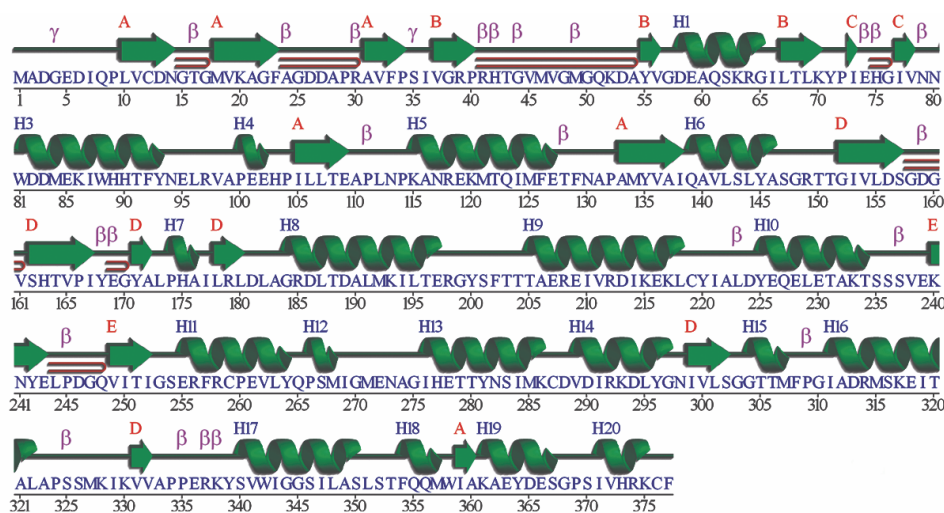 γ A β A β β A γ B β β β β B H1 B C β β C
MADGEDIQPLVCDNGTGMVKAGFAGDDAPRAVFPSIVGRPRHTGVMVGMGQKDAYVGDEAQSKRGILTLKYPIEHGIVNN
1 5 10 15 20 25 30 35 40 45 50 55 60 65 70 75 80
H3 H4 A β H5 β A H6 D β
WDDMEKIWHHTFYNELRVAPEEHPILLTEAPLNPKANREKMTQIMFETFNAPAMYVAIQAVLSLYASGRTTGIVLDSGDG
81 85 90 95 100 105 110 115 120 125 130 135 140 145 150 155 160
D β β D H7 D H8 H9 β H10 β E
VSHTVPIYEGYALPHAILRLDLAGRDLTDALMKILTERGYSFTTTAEREIVRDIKEKLCYIALDYEQELETAKTSSSVEK
161 165 170 175 180 185 190 195 200 205 210 215 220 225 230 235 240
β E H11 H12 H13 H14 D H15 β H16
NYELPDGQVITIGSERFRCPEVLYQPSMIGMENAGIHETTYNSIMKCDVDIRKDLYGNIVLSGGTTMFPGIADRMSKEIT
241 245 250 255 260 265 270 275 280 285 290 295 300 305 310 315 320
β D β β β H17 H18 A H19 H20
ALAPSSMKIKVVAPPERKYSVWIGGSILASLSTFQQMWIAKAEYDESGPSIVHRKCF
321 325 330 335 340 345 350 355 360 365 370 375